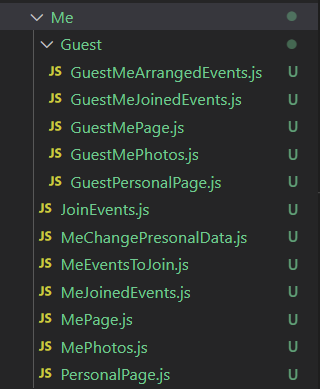 Me
Guest
JS GuestMeArrangedEvents.js U
JS GuestMeJoinedEvents.js U
JS GuestMePage.js U
JS GuestMePhotos.js U
JS GuestPersonalPage.js U
JS JoinEvents.js U
JS MeChangePresonalData.js U
JS MeEventsToJoin.js U
JS MeJoinedEvents.js U
JS MePage.js U
JS MePhotos.js U
JS PersonalPage.js U